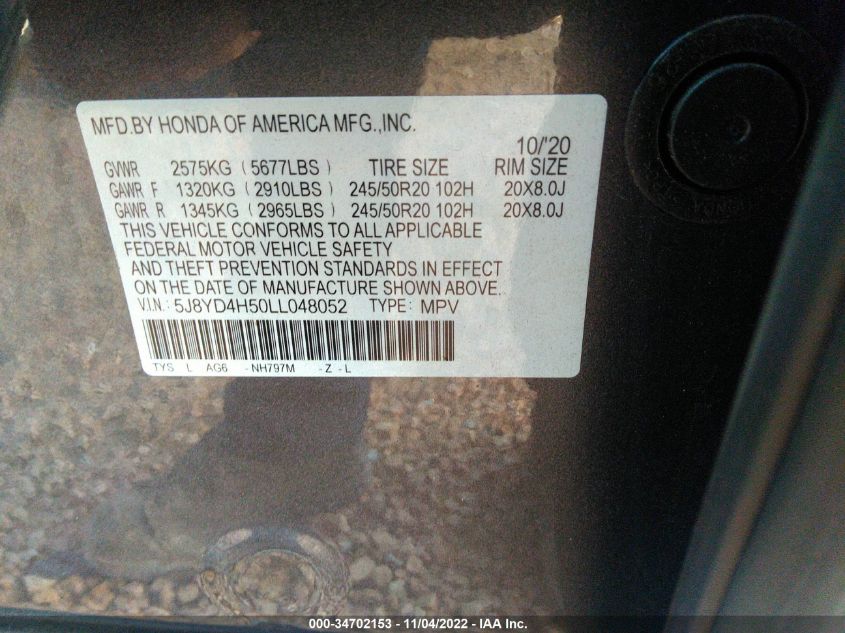 MFD.BY HONDA OF AMERICA MFG.,INC.
10/'20
GVWR 2575KG (5677LBS) TIRE SIZE RIM SIZE
GAWR F 1320KG (2910LBS) 245/50R20 102H 20X8.0J
GAWR R 1345KG (2965LBS) 245/50R20 102H 20X8.0J
THIS VEHICLE CONFORMS TO ALL APPLICABLE
FEDERAL MOTOR VEHICLE SAFETY
AND THEFT PREVENTION STANDARDS IN EFFECT
ON THE DATE OF MANUFACTURE SHOWN ABOVE.
V.I.N.: 5J8YD4H50LL048052 TYPE: MPV
TYS L AG6 -NH797M -Z -L
000-34702153 - 11/04/2022 - IAA Inc.